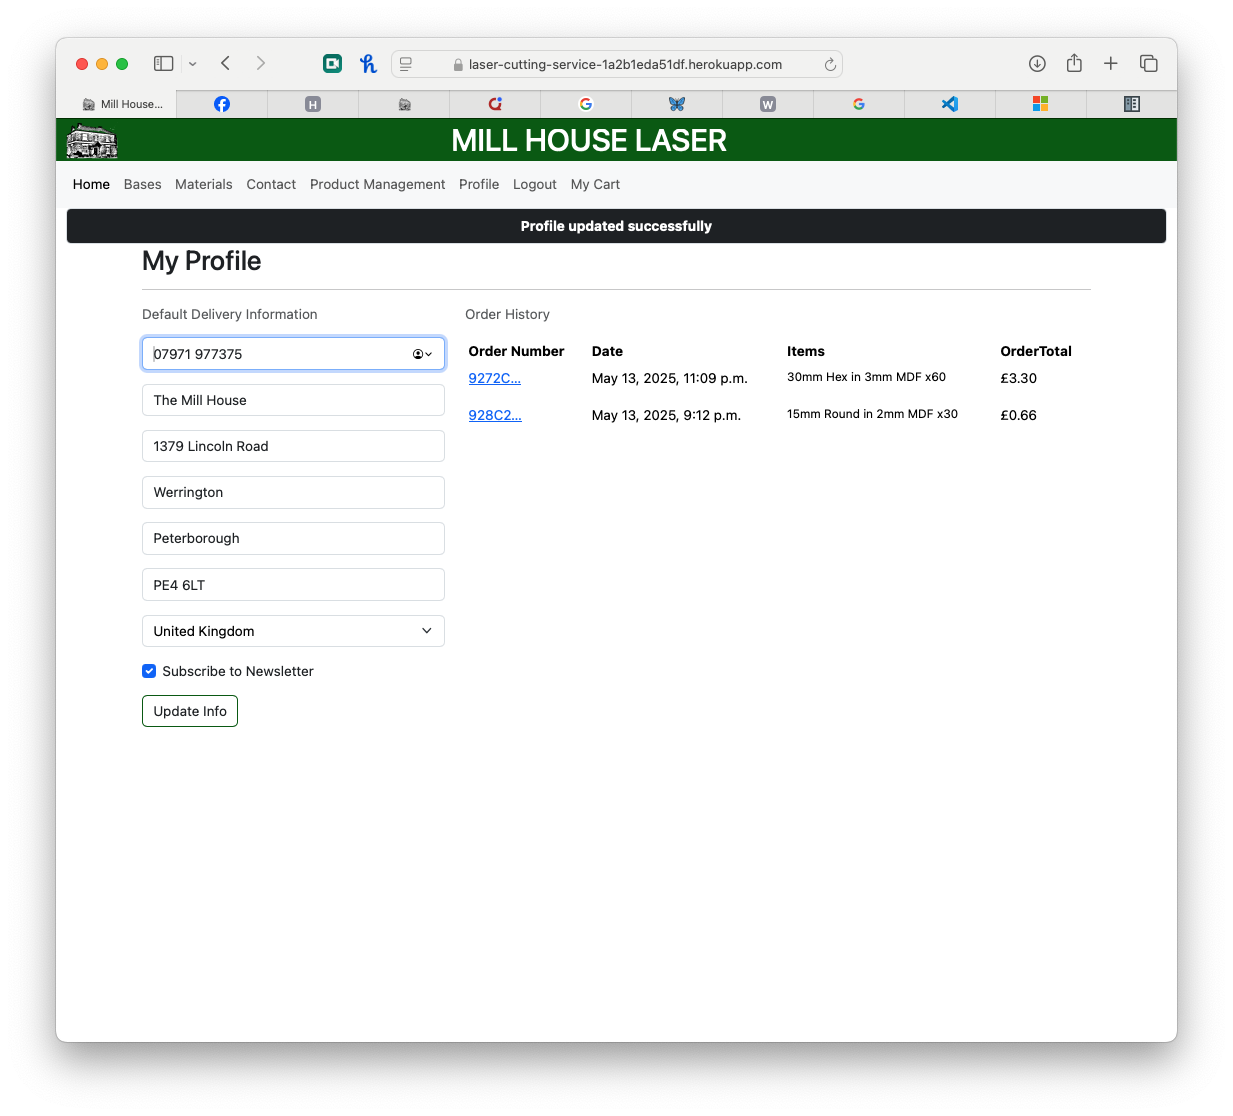 laser-cutting-service-1a2b1eda51df.herokuapp.com
Mill House...
H
W
MILL HOUSE LASER
Home Bases Materials Contact Product Management Profile Logout My Cart
Profile updated successfully
My Profile
Default Delivery Information
07971 977375
The Mill House
1379 Lincoln Road
Werrington
Peterborough
PE4 6LT
United Kingdom
Subscribe to Newsletter
Update Info
Order History
Order Number Date Items OrderTotal
9272C... May 13, 2025, 11:09 p.m. 30mm Hex in 3mm MDF x60 £3.30
928C2... May 13, 2025, 9:12 p.m. 15mm Round in 2mm MDF x30 £0.66